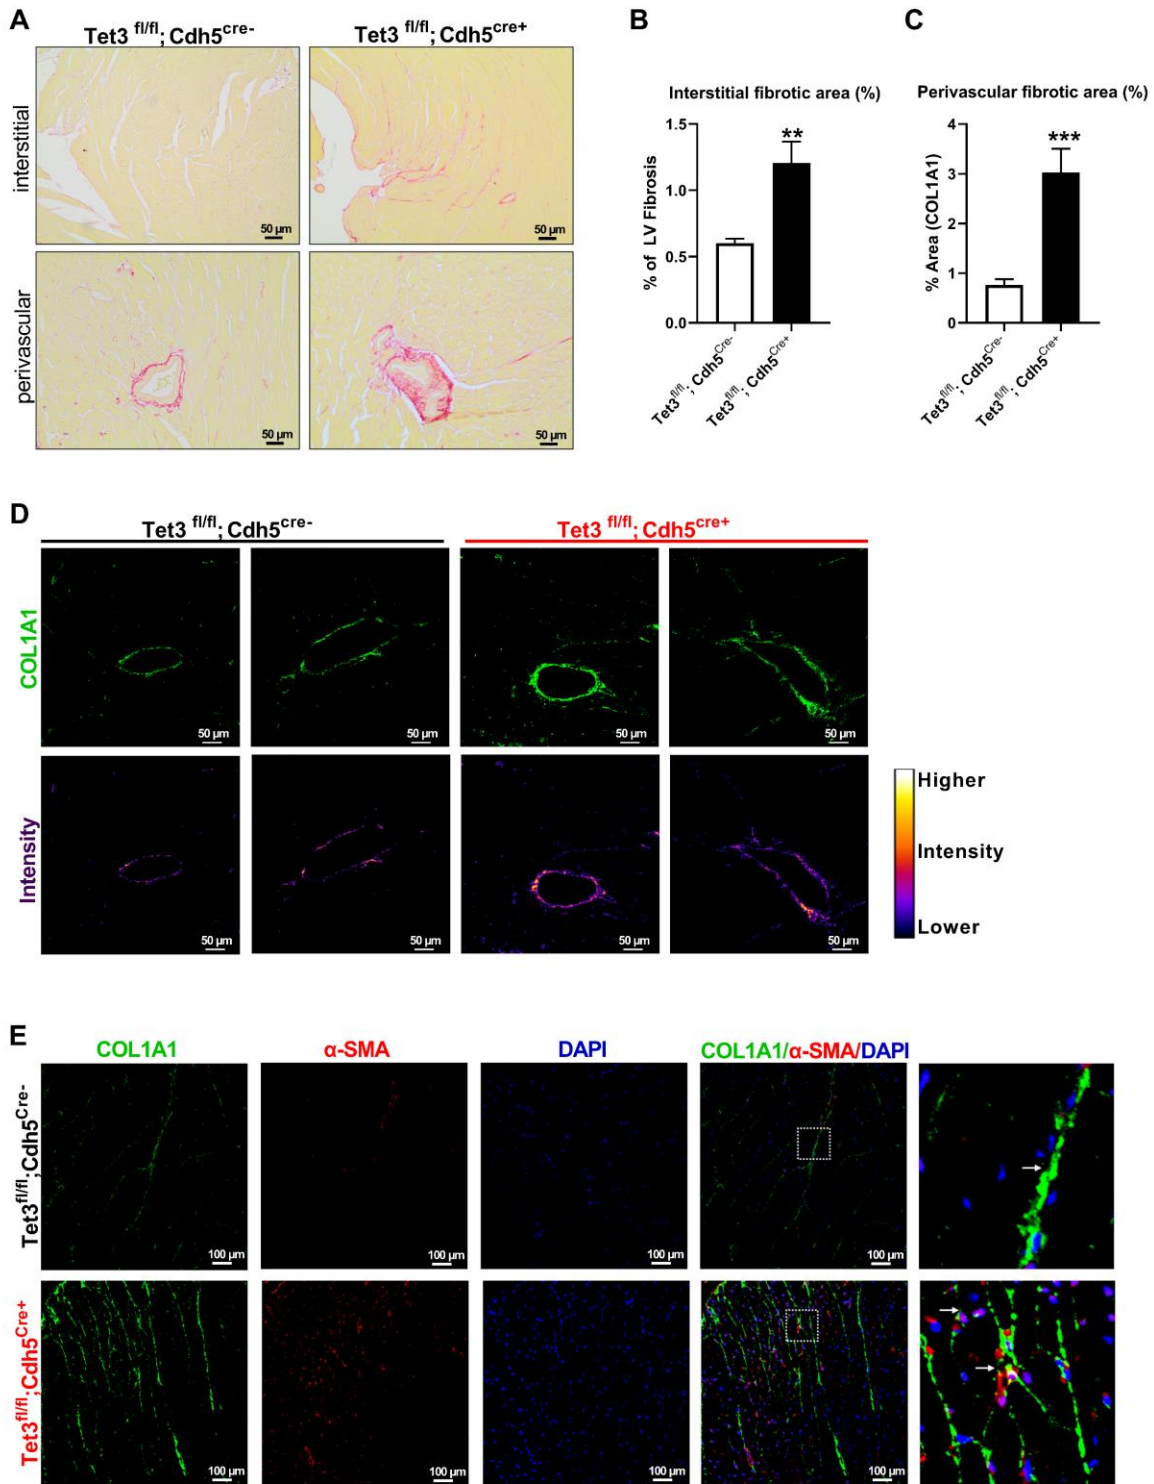 A
Tet3 fl/fl; Cdh5cre-
Tet3 fl/fl; Cdh5cre+
interstitial
50 µm
50 µm
perivascular
50 µm
50 µm
B
Interstitial fibrotic area (%)
% of LV Fibrosis
1.5
1.0
0.5
0.0
**
Tet3fl/fl; Cdh5Cre-
Tet3fl/fl; Cdh5Cre+
C
Perivascular fibrotic area (%)
% Area (COL1A1)
4
3
2
1
0
***
Tet3fl/fl; Cdh5Cre-
Tet3fl/fl; Cdh5Cre+
D
Tet3 fl/fl; Cdh5cre-
Tet3 fl/fl; Cdh5cre+
COL1A1
50 µm
50 µm
50 µm
50 µm
Intensity
50 µm
50 µm
50 µm
50 µm
Higher
Intensity
Lower
E
COL1A1
α-SMA
DAPI
COL1A1/α-SMA/DAPI
Tet3fl/fl;Cdh5Cre-
100 µm
100 µm
100 µm
100 µm
Tet3fl/fl;Cdh5Cre+
100 µm
100 µm
100 µm
100 µm